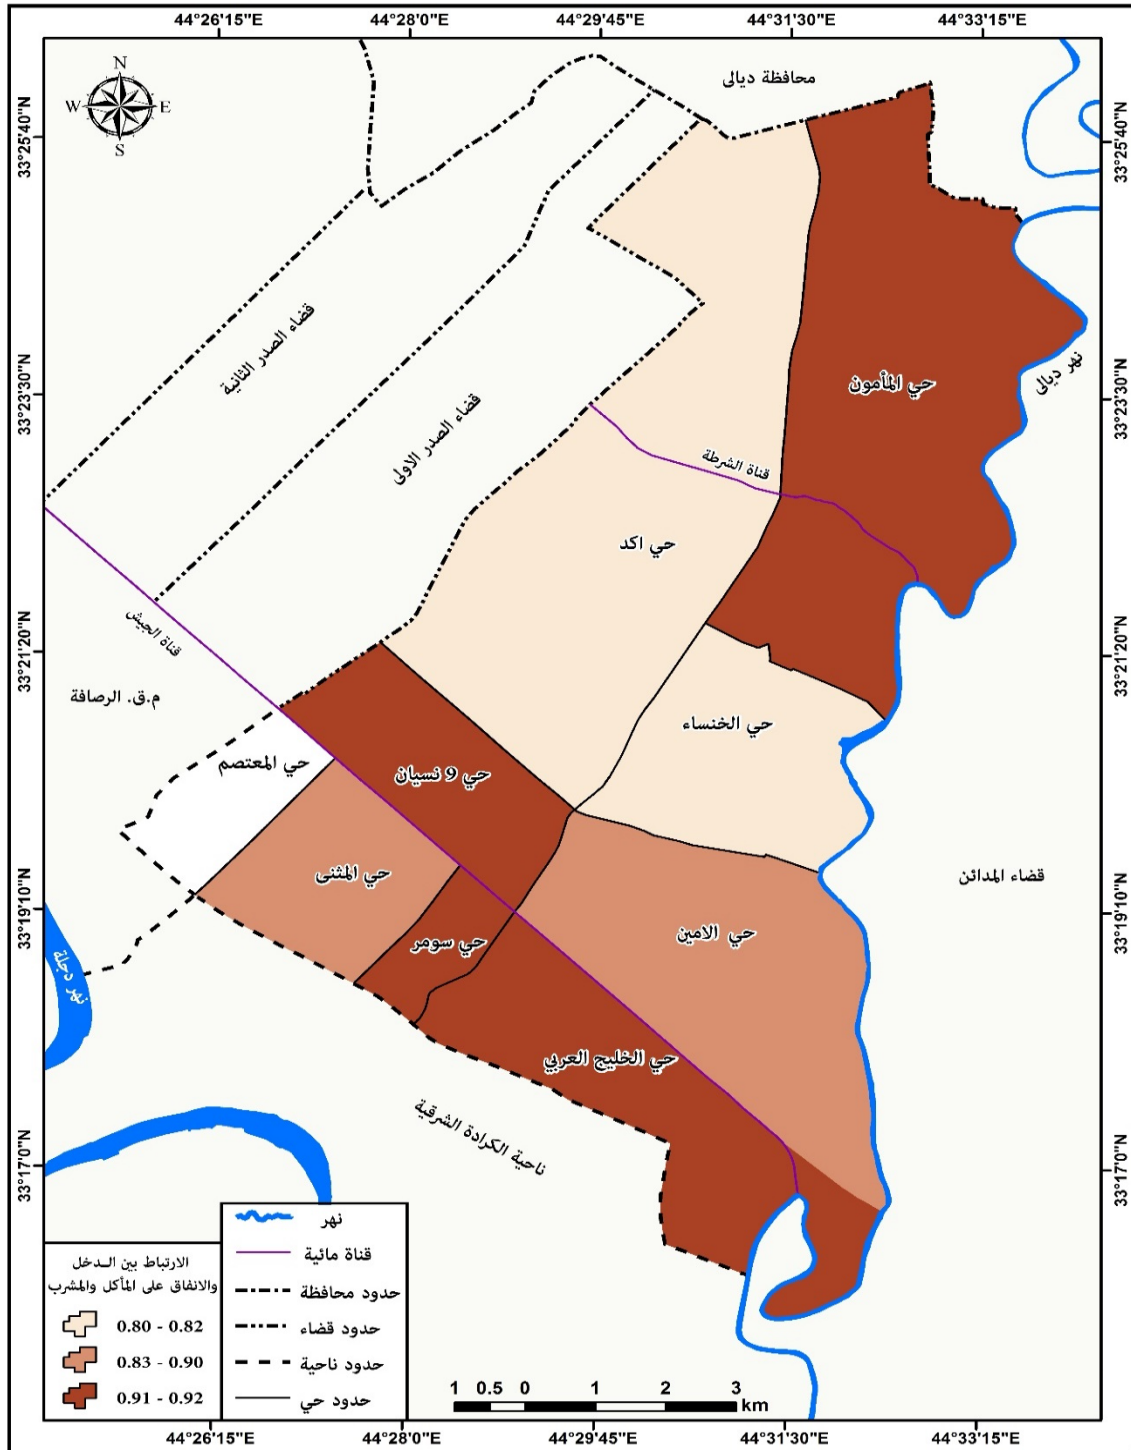 44°26'15"E 44°28'0"E 44°29'45"E 44°31'30"E 44°33'15"E
N
W E
S
محافظة ديالى
33°25'40"N 33°25'40"N
قضاء الصدر الثانية
نهر ديالى
حي المأمون
33°23'30"N 33°23'30"N
قضاء الصدر الاولى
قناة الشرطة
حي اكد
قناة الجيش
33°21'20"N 33°21'20"N
م.ق. الرصافة
حي الخنساء
حي المعتصم
حي 9 نسيان
حي المثنى
قضاء المدائن
33°19'10"N 33°19'10"N
حي الامين
حي سومر
نهر دجلة
حي الخليج العربي
ناحية الكرادة الشرقية
33°17'0"N 33°17'0"N
نهر
قناة مائية
حدود محافظة
حدود قضاء
حدود ناحية
حدود حي
الارتباط بين الـدخل
والانفاق على المأكل والمشرب
0.80 - 0.82
0.83 - 0.90
0.91 - 0.92
1 0.5 0 1 2 3
km
44°26'15"E 44°28'0"E 44°29'45"E 44°31'30"E 44°33'15"E